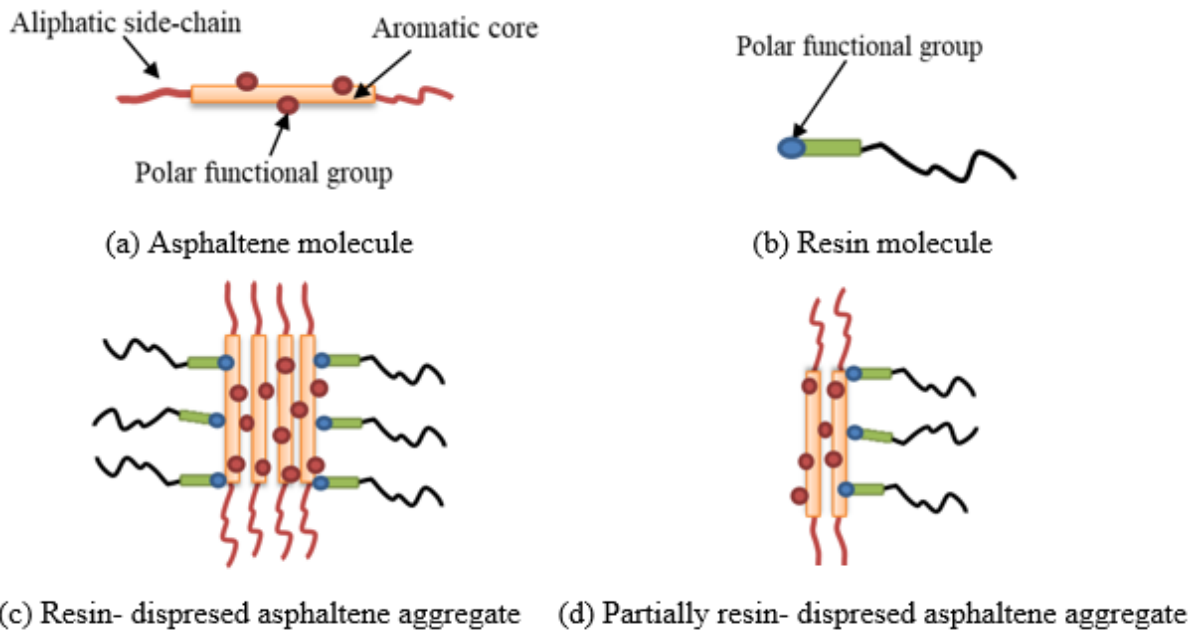 Aliphatic side-chain
Aromatic core
Polar functional group
(a) Asphaltene molecule
Polar functional group
(b) Resin molecule
(c) Resin- dispresed asphaltene aggregate
(d) Partially resin- dispresed asphaltene aggregate